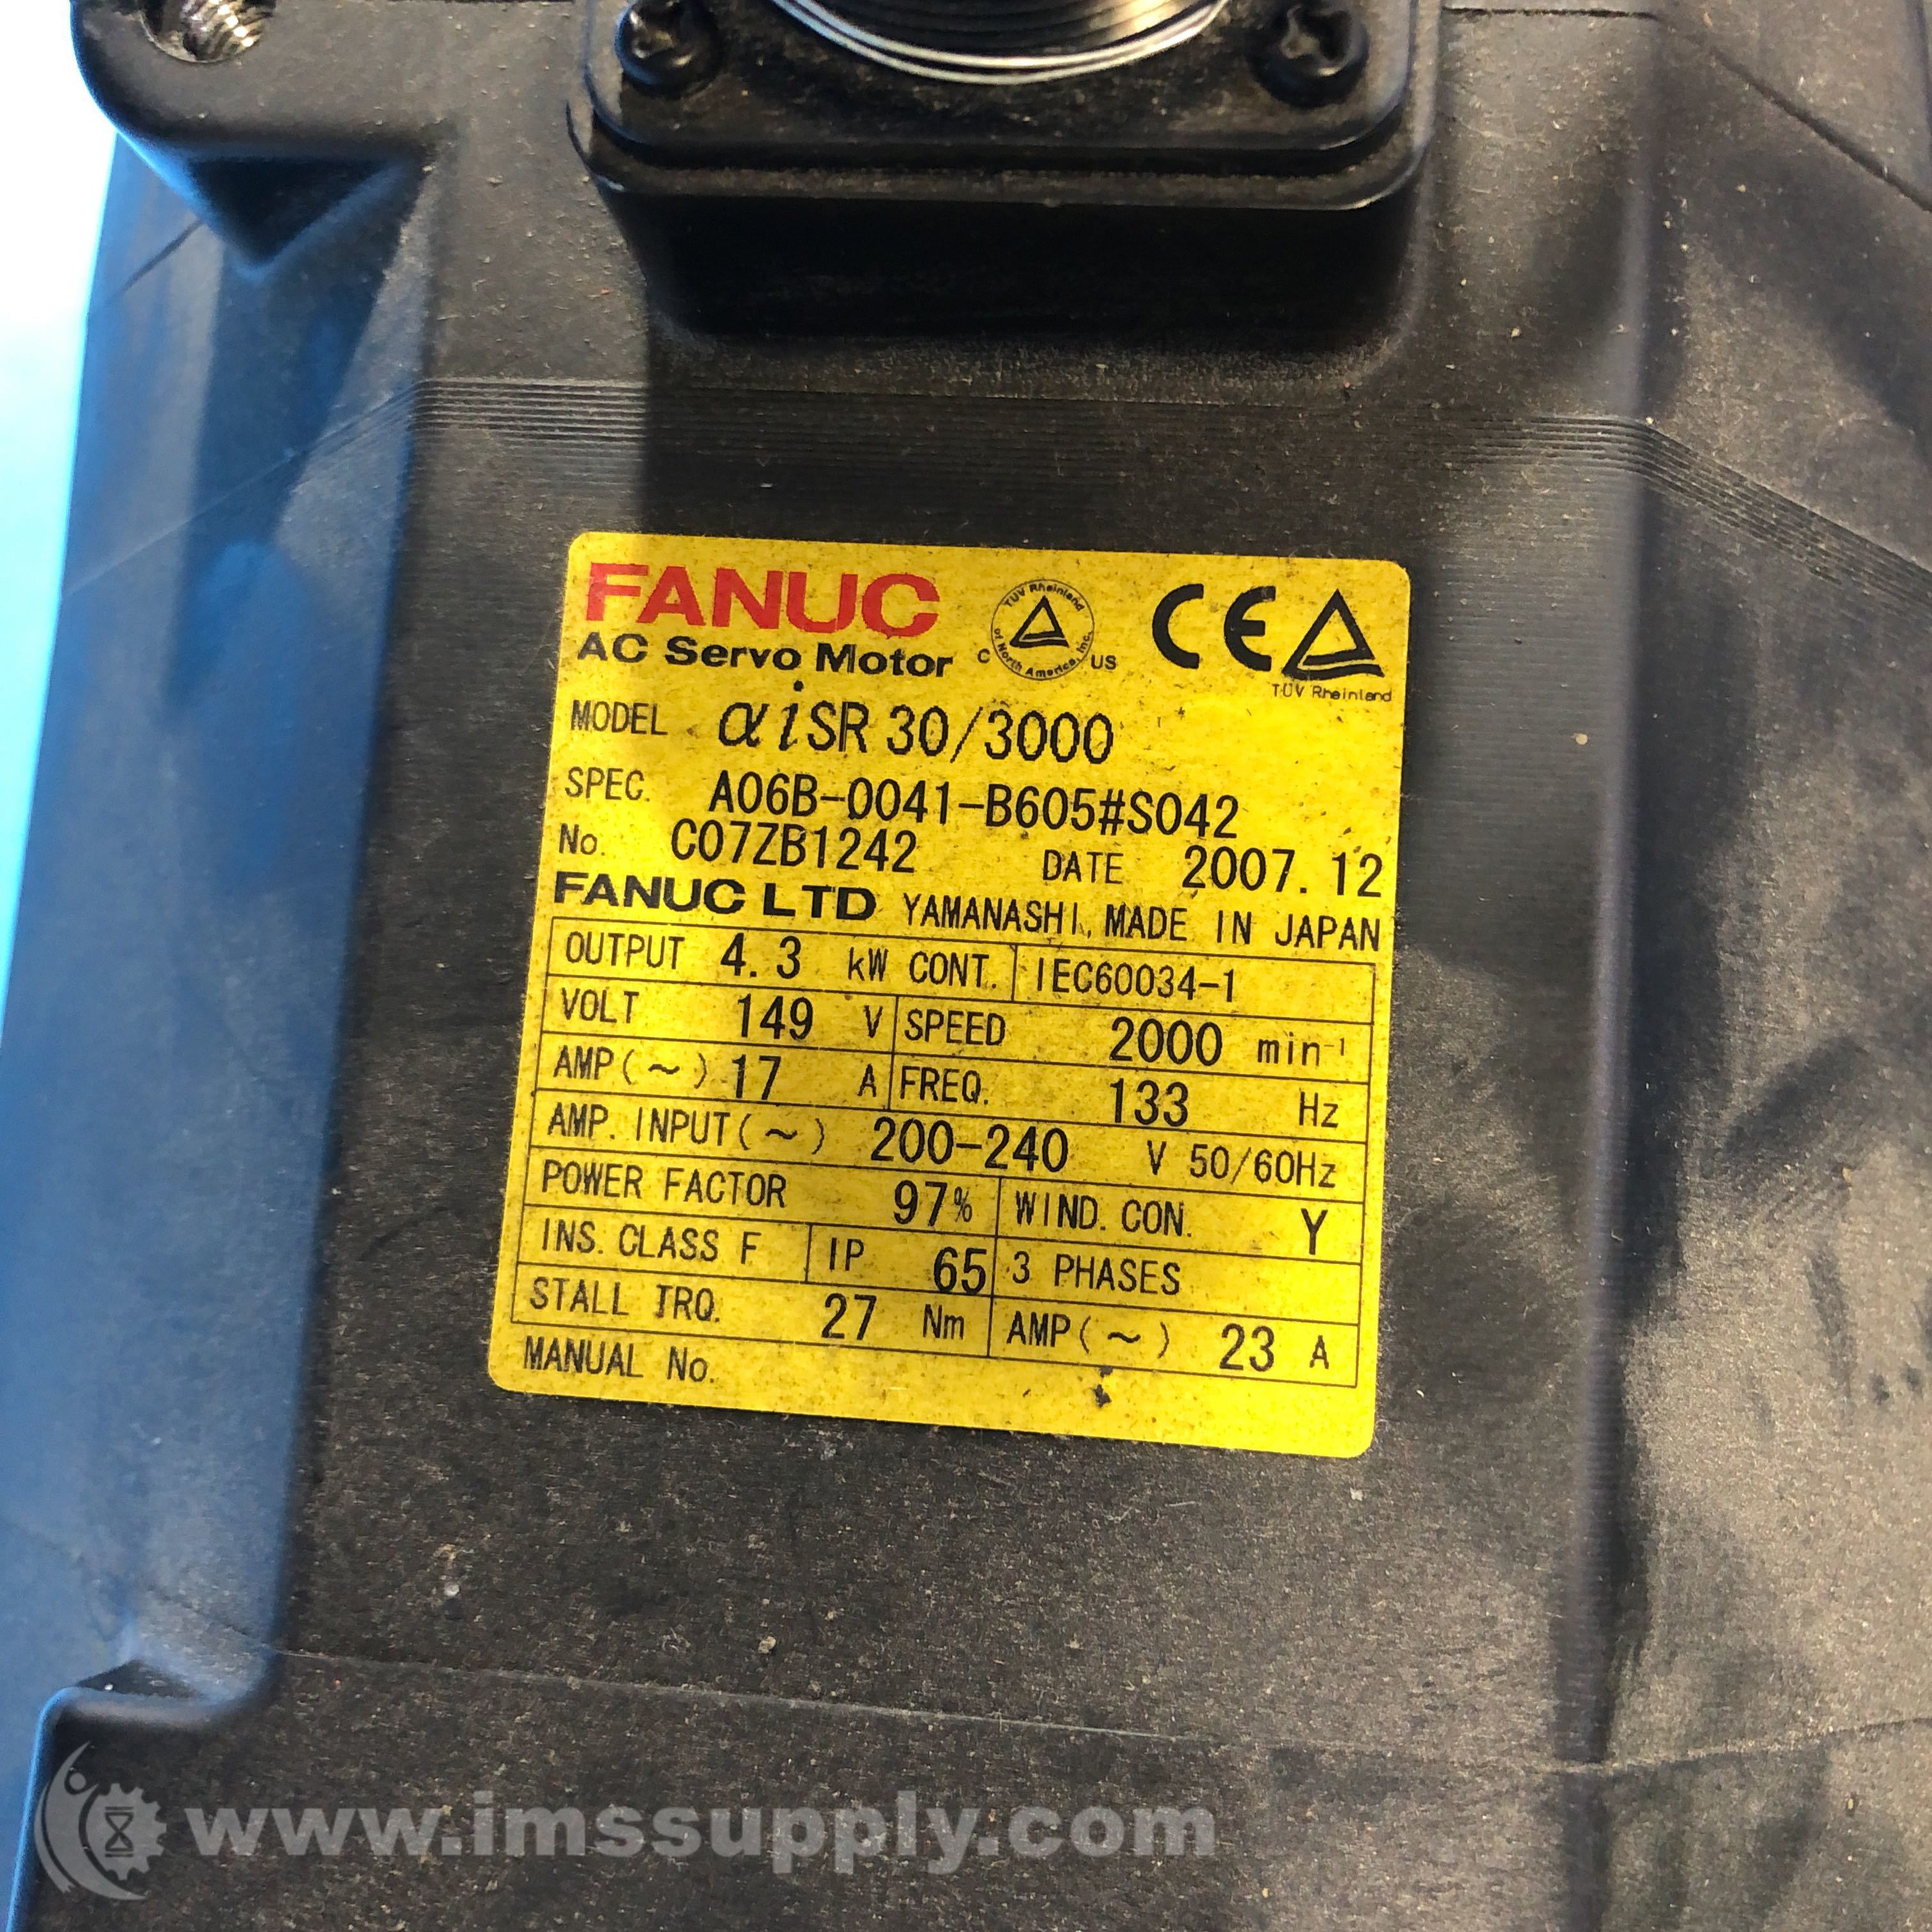 FANUC
AC Servo Motor
TUV Rheinland of North America, Inc.
C US
CE
TÜV Rheinland
MODEL αiSR 30/3000
SPEC. A06B-0041-B605#S042
No. C07ZB1242 DATE 2007.12
FANUC LTD YAMANASHI, MADE IN JAPAN
OUTPUT 4.3 kW CONT. IEC60034-1
VOLT 149 V SPEED 2000 min-1
AMP(~) 17 A FREQ. 133 Hz
AMP. INPUT(~) 200-240 V 50/60Hz
POWER FACTOR 97% WIND. CON. Y
INS. CLASS F IP 65 3 PHASES
STALL TRQ. 27 Nm AMP(~) 23 A
MANUAL No.
www.imssupply.com